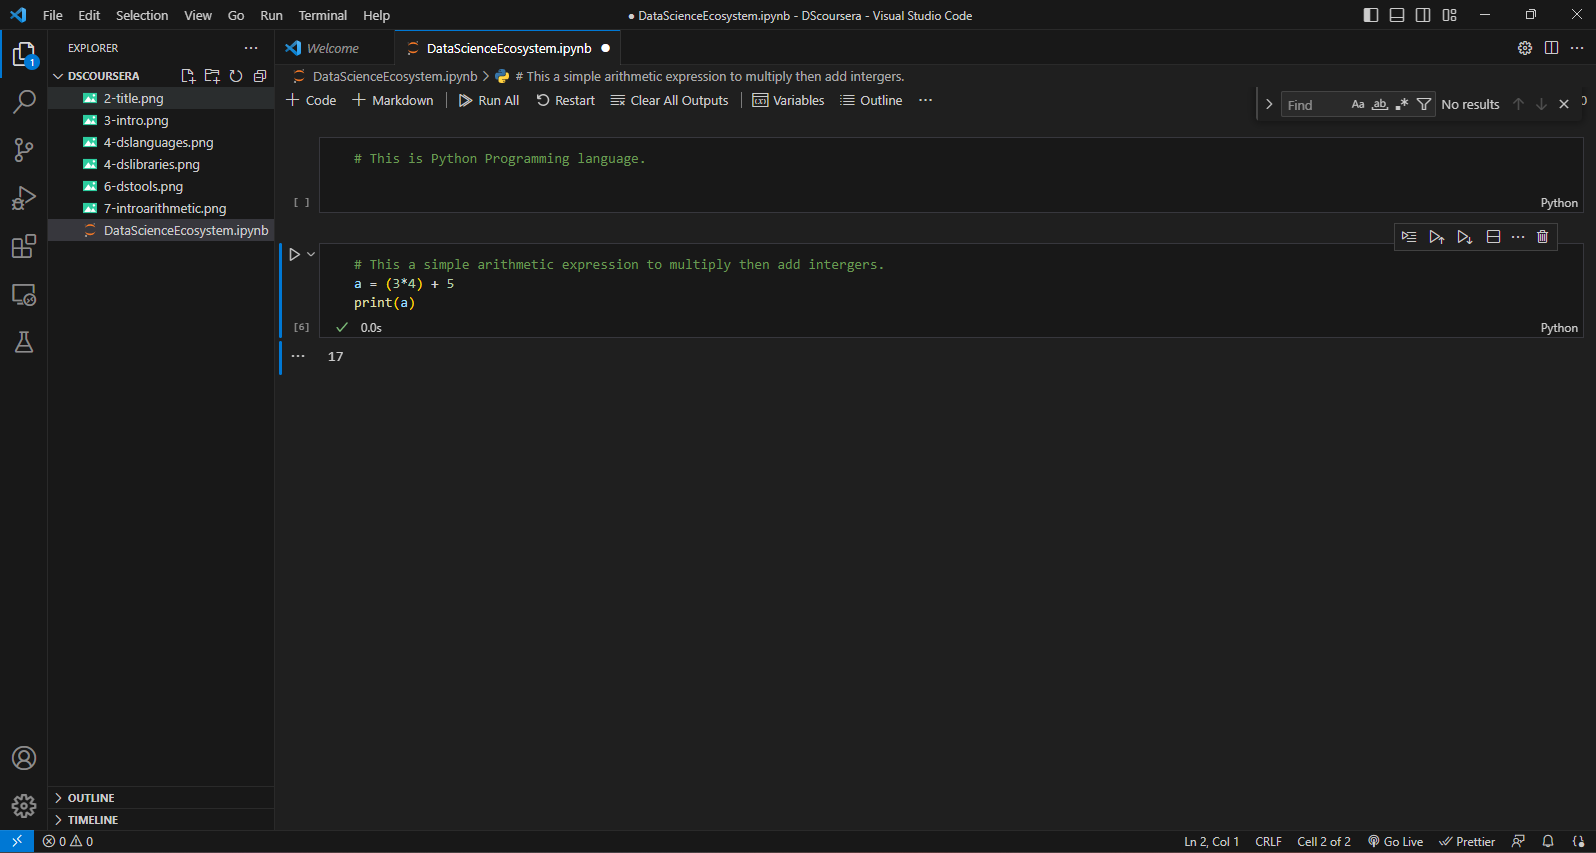 File Edit Selection View Go Run Terminal Help
● DataScienceEcosystem.ipynb - DScoursera - Visual Studio Code
EXPLORER
DSCOURSERA
2-title.png
3-intro.png
4-dslanguages.png
4-dslibraries.png
6-dstools.png
7-introarithmetic.png
DataScienceEcosystem.ipynb
OUTLINE
TIMELINE
Welcome
DataScienceEcosystem.ipynb ●
DataScienceEcosystem.ipynb > # This a simple arithmetic expression to multiply then add intergers.
+ Code + Markdown Run All Restart Clear All Outputs Variables Outline ...
Find Aa ab No results
# This is Python Programming language.
[ ]
Python
# This a simple arithmetic expression to multiply then add intergers.
a = (3*4) + 5
print(a)
[6] 0.0s
Python
17
1
0 0
Ln 2, Col 1 CRLF Cell 2 of 2 Go Live Prettier